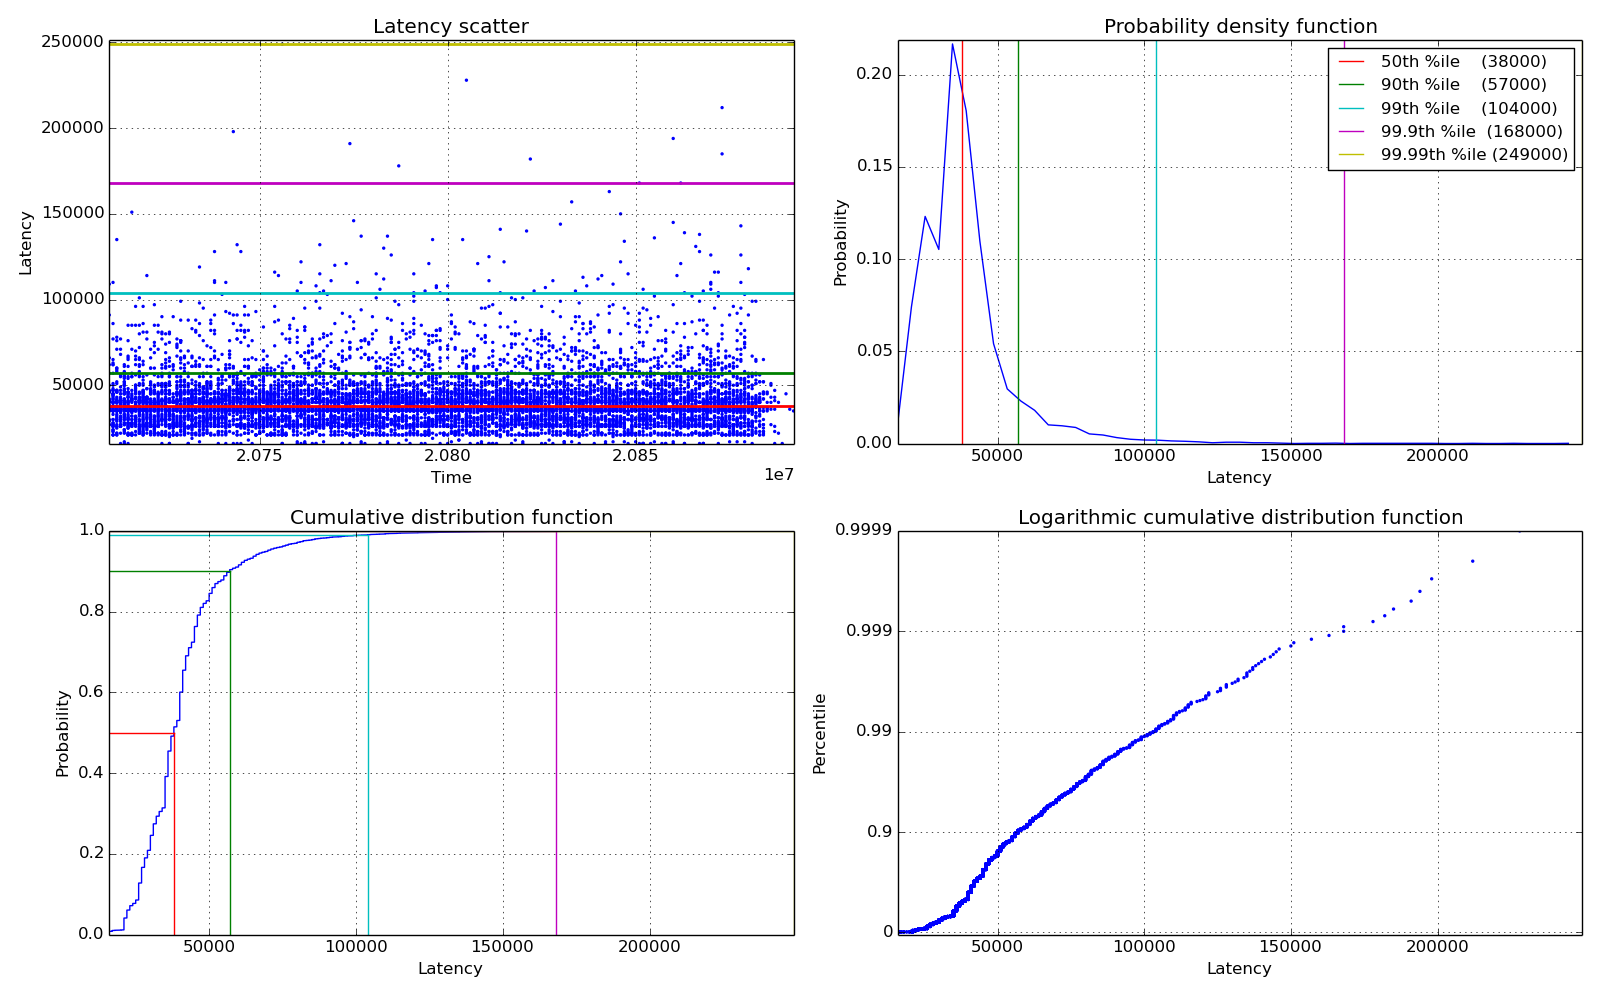 Latency scatter
250000
200000
150000
100000
50000
Latency
2.075
2.080
2.085
1e7
Time
Probability density function
0.20
0.15
0.10
0.05
0.00
Probability
50th %ile (38000)
90th %ile (57000)
99th %ile (104000)
99.9th %ile (168000)
99.99th %ile (249000)
50000
100000
150000
200000
Latency
Cumulative distribution function
1.0
0.8
0.6
0.4
0.2
0.0
Probability
50000
100000
150000
200000
Latency
Logarithmic cumulative distribution function
0.9999
0.999
0.99
0.9
0
Percentile
50000
100000
150000
200000
Latency